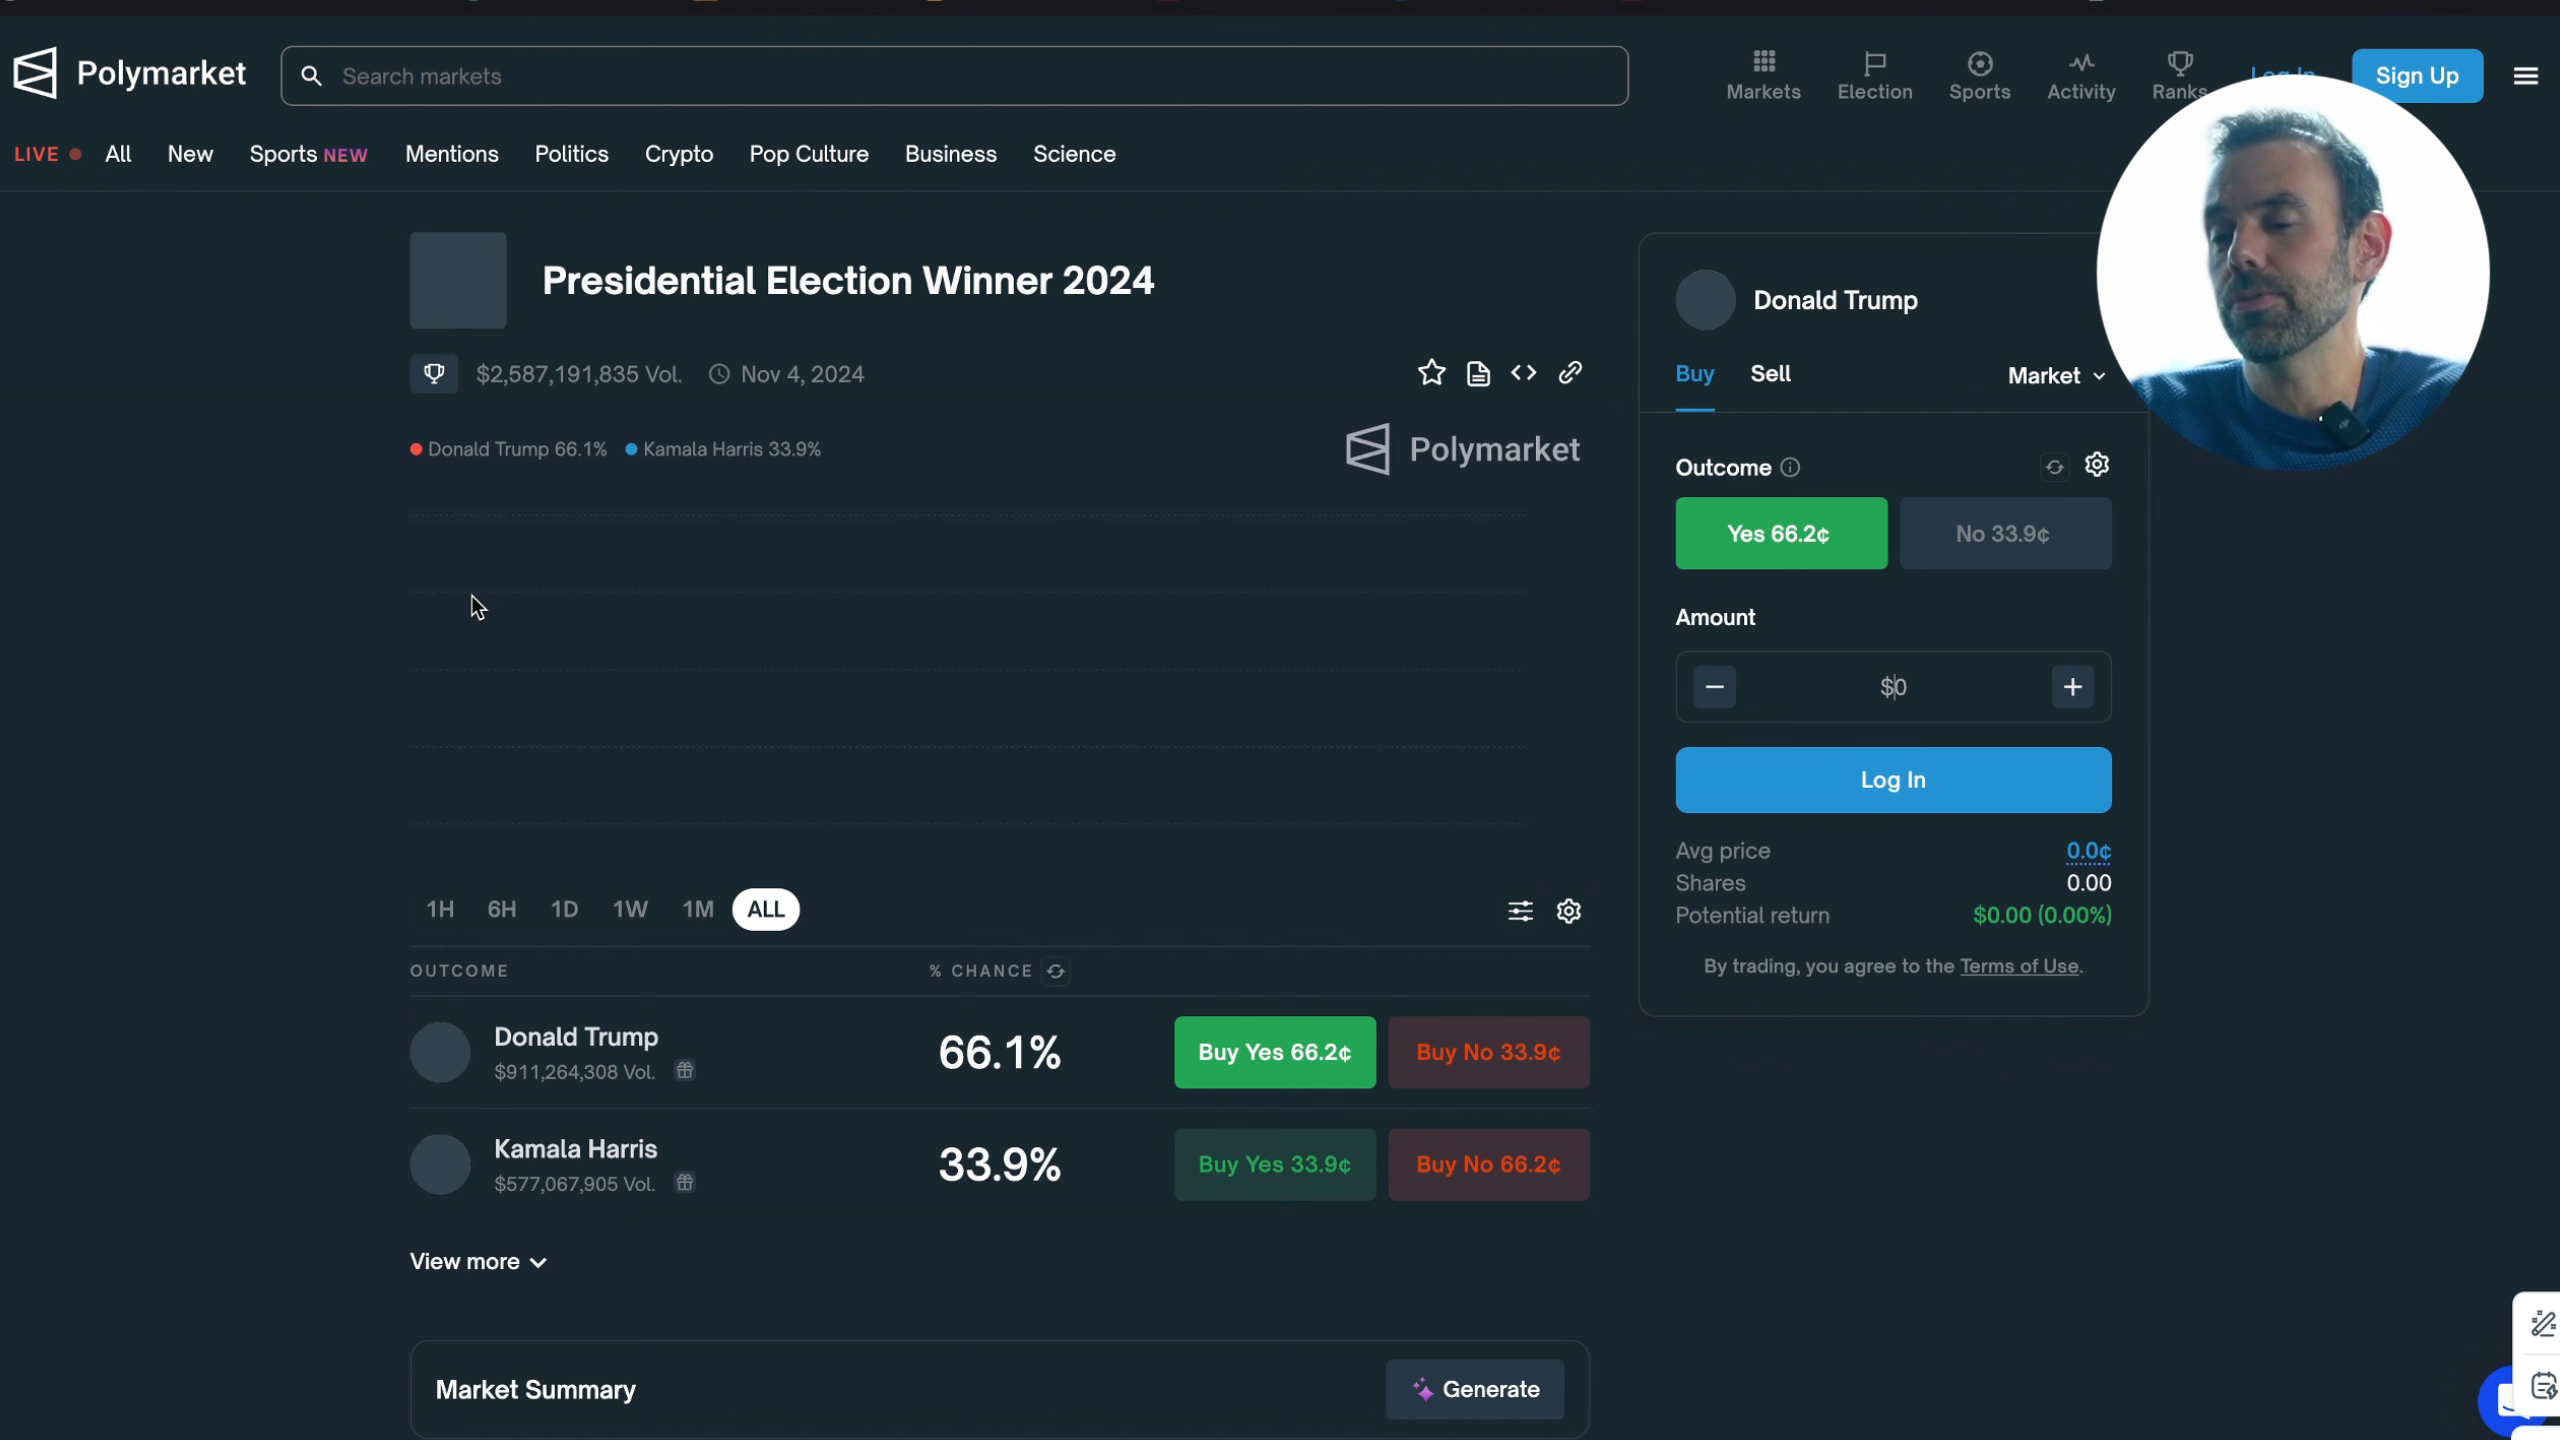 Polymarket
Search markets
Markets
Election
Sports
Activity
Ranks
Log In
Sign Up
LIVE
All
New
Sports NEW
Mentions
Politics
Crypto
Pop Culture
Business
Science
Presidential Election Winner 2024
$2,587,191,835 Vol.
Nov 4, 2024
Donald Trump 66.1%
Kamala Harris 33.9%
Polymarket
1H
6H
1D
1W
1M
ALL
OUTCOME
% CHANCE
Donald Trump
$911,264,308 Vol.
66.1%
Buy Yes 66.2¢
Buy No 33.9¢
Kamala Harris
$577,067,905 Vol.
33.9%
Buy Yes 33.9¢
Buy No 66.2¢
View more
Market Summary
Generate
Donald Trump
Buy
Sell
Market
Outcome
Yes 66.2¢
No 33.9¢
Amount
$0
Log In
Avg price
0.0¢
Shares
0.00
Potential return
$0.00 (0.00%)
By trading, you agree to the Terms of Use.